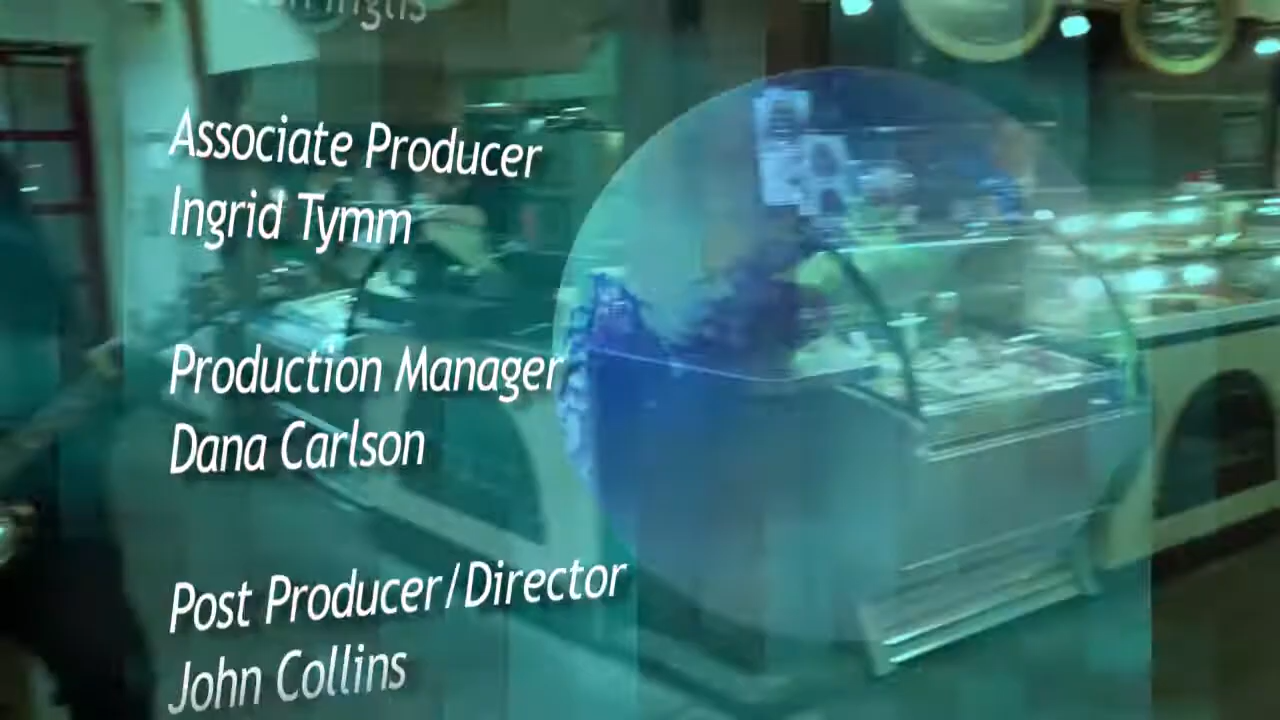 Associate Producer
Ingrid Tymm
Production Manager
Dana Carlson
Post Producer/Director
John Collins